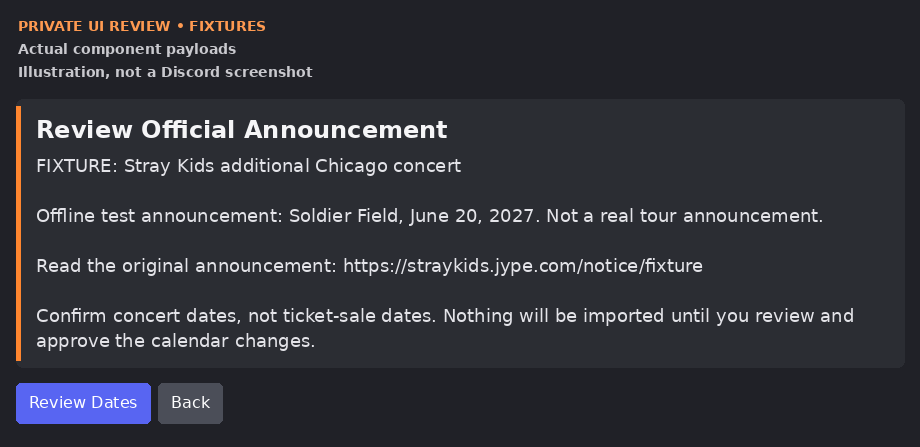 PRIVATE UI REVIEW • FIXTURES
Actual component payloads
Illustration, not a Discord screenshot
Review Official Announcement
FIXTURE: Stray Kids additional Chicago concert
Offline test announcement: Soldier Field, June 20, 2027. Not a real tour announcement.
Read the original announcement: https://straykids.jype.com/notice/fixture
Confirm concert dates, not ticket-sale dates. Nothing will be imported until you review and
approve the calendar changes.
Review Dates
Back